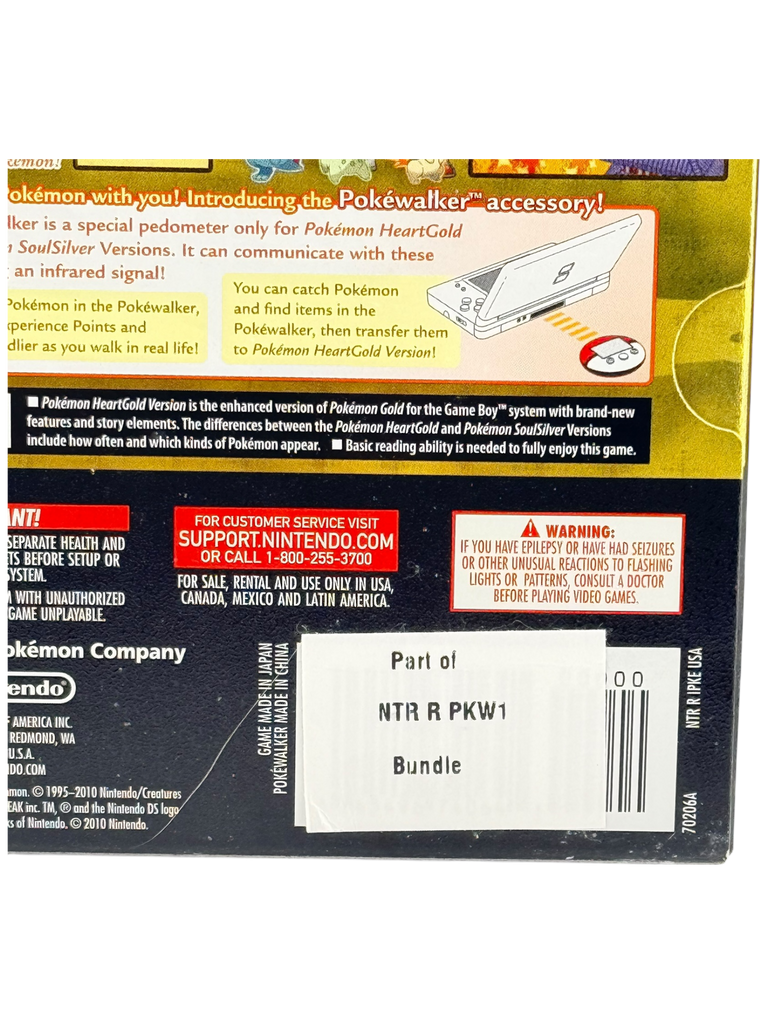 okémon with you! Introducing the Pokéwalker™ accessory!
lker is a special pedometer only for Pokémon HeartGold
SoulSilver Versions. It can communicate with these
an infrared signal!
Pokémon in the Pokéwalker,
xperience Points and
dlier as you walk in real life!
You can catch Pokémon
and find items in the
Pokéwalker, then transfer them
to Pokémon HeartGold Version!
■ Pokémon HeartGold Version is the enhanced version of Pokémon Gold for the Game Boy™ system with brand-new
features and story elements. The differences between the Pokémon HeartGold and Pokémon SoulSilver Versions
include how often and which kinds of Pokémon appear. ■ Basic reading ability is needed to fully enjoy this game.
ANT!
SEPARATE HEALTH AND
TS BEFORE SETUP OR
SYSTEM.
M WITH UNAUTHORIZED
GAME UNPLAYABLE.
FOR CUSTOMER SERVICE VISIT
SUPPORT.NINTENDO.COM
OR CALL 1-800-255-3700
FOR SALE, RENTAL AND USE ONLY IN USA,
CANADA, MEXICO AND LATIN AMERICA.
WARNING:
IF YOU HAVE EPILEPSY OR HAVE HAD SEIZURES
OR OTHER UNUSUAL REACTIONS TO FLASHING
LIGHTS OR PATTERNS, CONSULT A DOCTOR
BEFORE PLAYING VIDEO GAMES.
okémon Company
endo®
F AMERICA INC.
REDMOND, WA
U.S.A.
DO.COM
mon. © 1995–2010 Nintendo/Creatures
EAK inc. TM, ® and the Nintendo DS logo
ks of Nintendo. © 2010 Nintendo.
GAME MADE IN JAPAN
POKÉWALKER MADE IN CHINA
Part of
NTR R PKW1
Bundle
00
NTR R IPKE USA
70206A